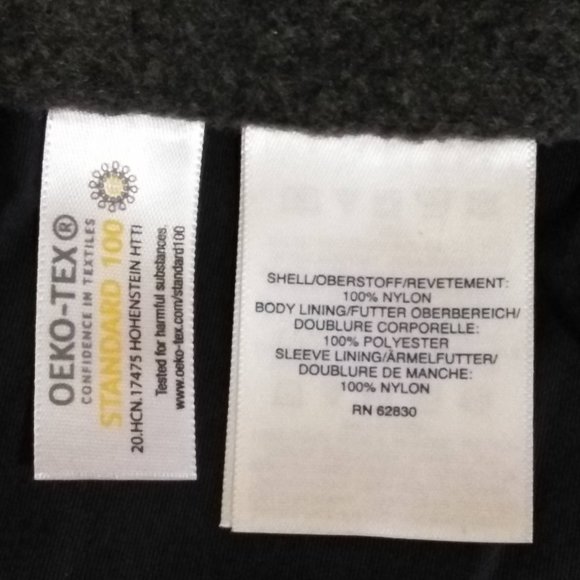 OEKO-TEX®
CONFIDENCE IN TEXTILES
STANDARD 100
20.HCN.17475 HOHENSTEIN HTTI
Tested for harmful substances.
www.oeko-tex.com/standard100
SHELL/OBERSTOFF/REVETEMENT:
100% NYLON
BODY LINING/FUTTER OBERBEREICH/
DOUBLURE CORPORELLE:
100% POLYESTER
SLEEVE LINING/ÄRMELFUTTER/
DOUBLURE DE MANCHE:
100% NYLON
RN 62830